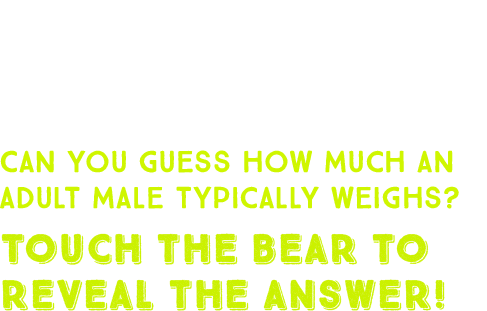 CAN YOU GUESS HOW MUCH AN
ADULT MALE TYPICALLY WEIGHS?
TOUCH THE BEAR TO
REVEAL THE ANSWER!